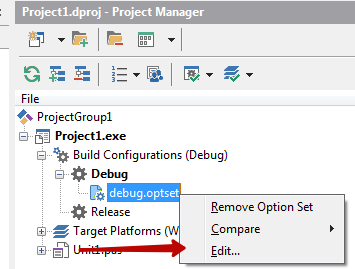 Project1.dproj - Project Manager
File
ProjectGroup1
Project1.exe
Build Configurations (Debug)
Debug
debug.optset
Release
Target Platforms (W
Unit1.pas
Remove Option Set
Compare
Edit...